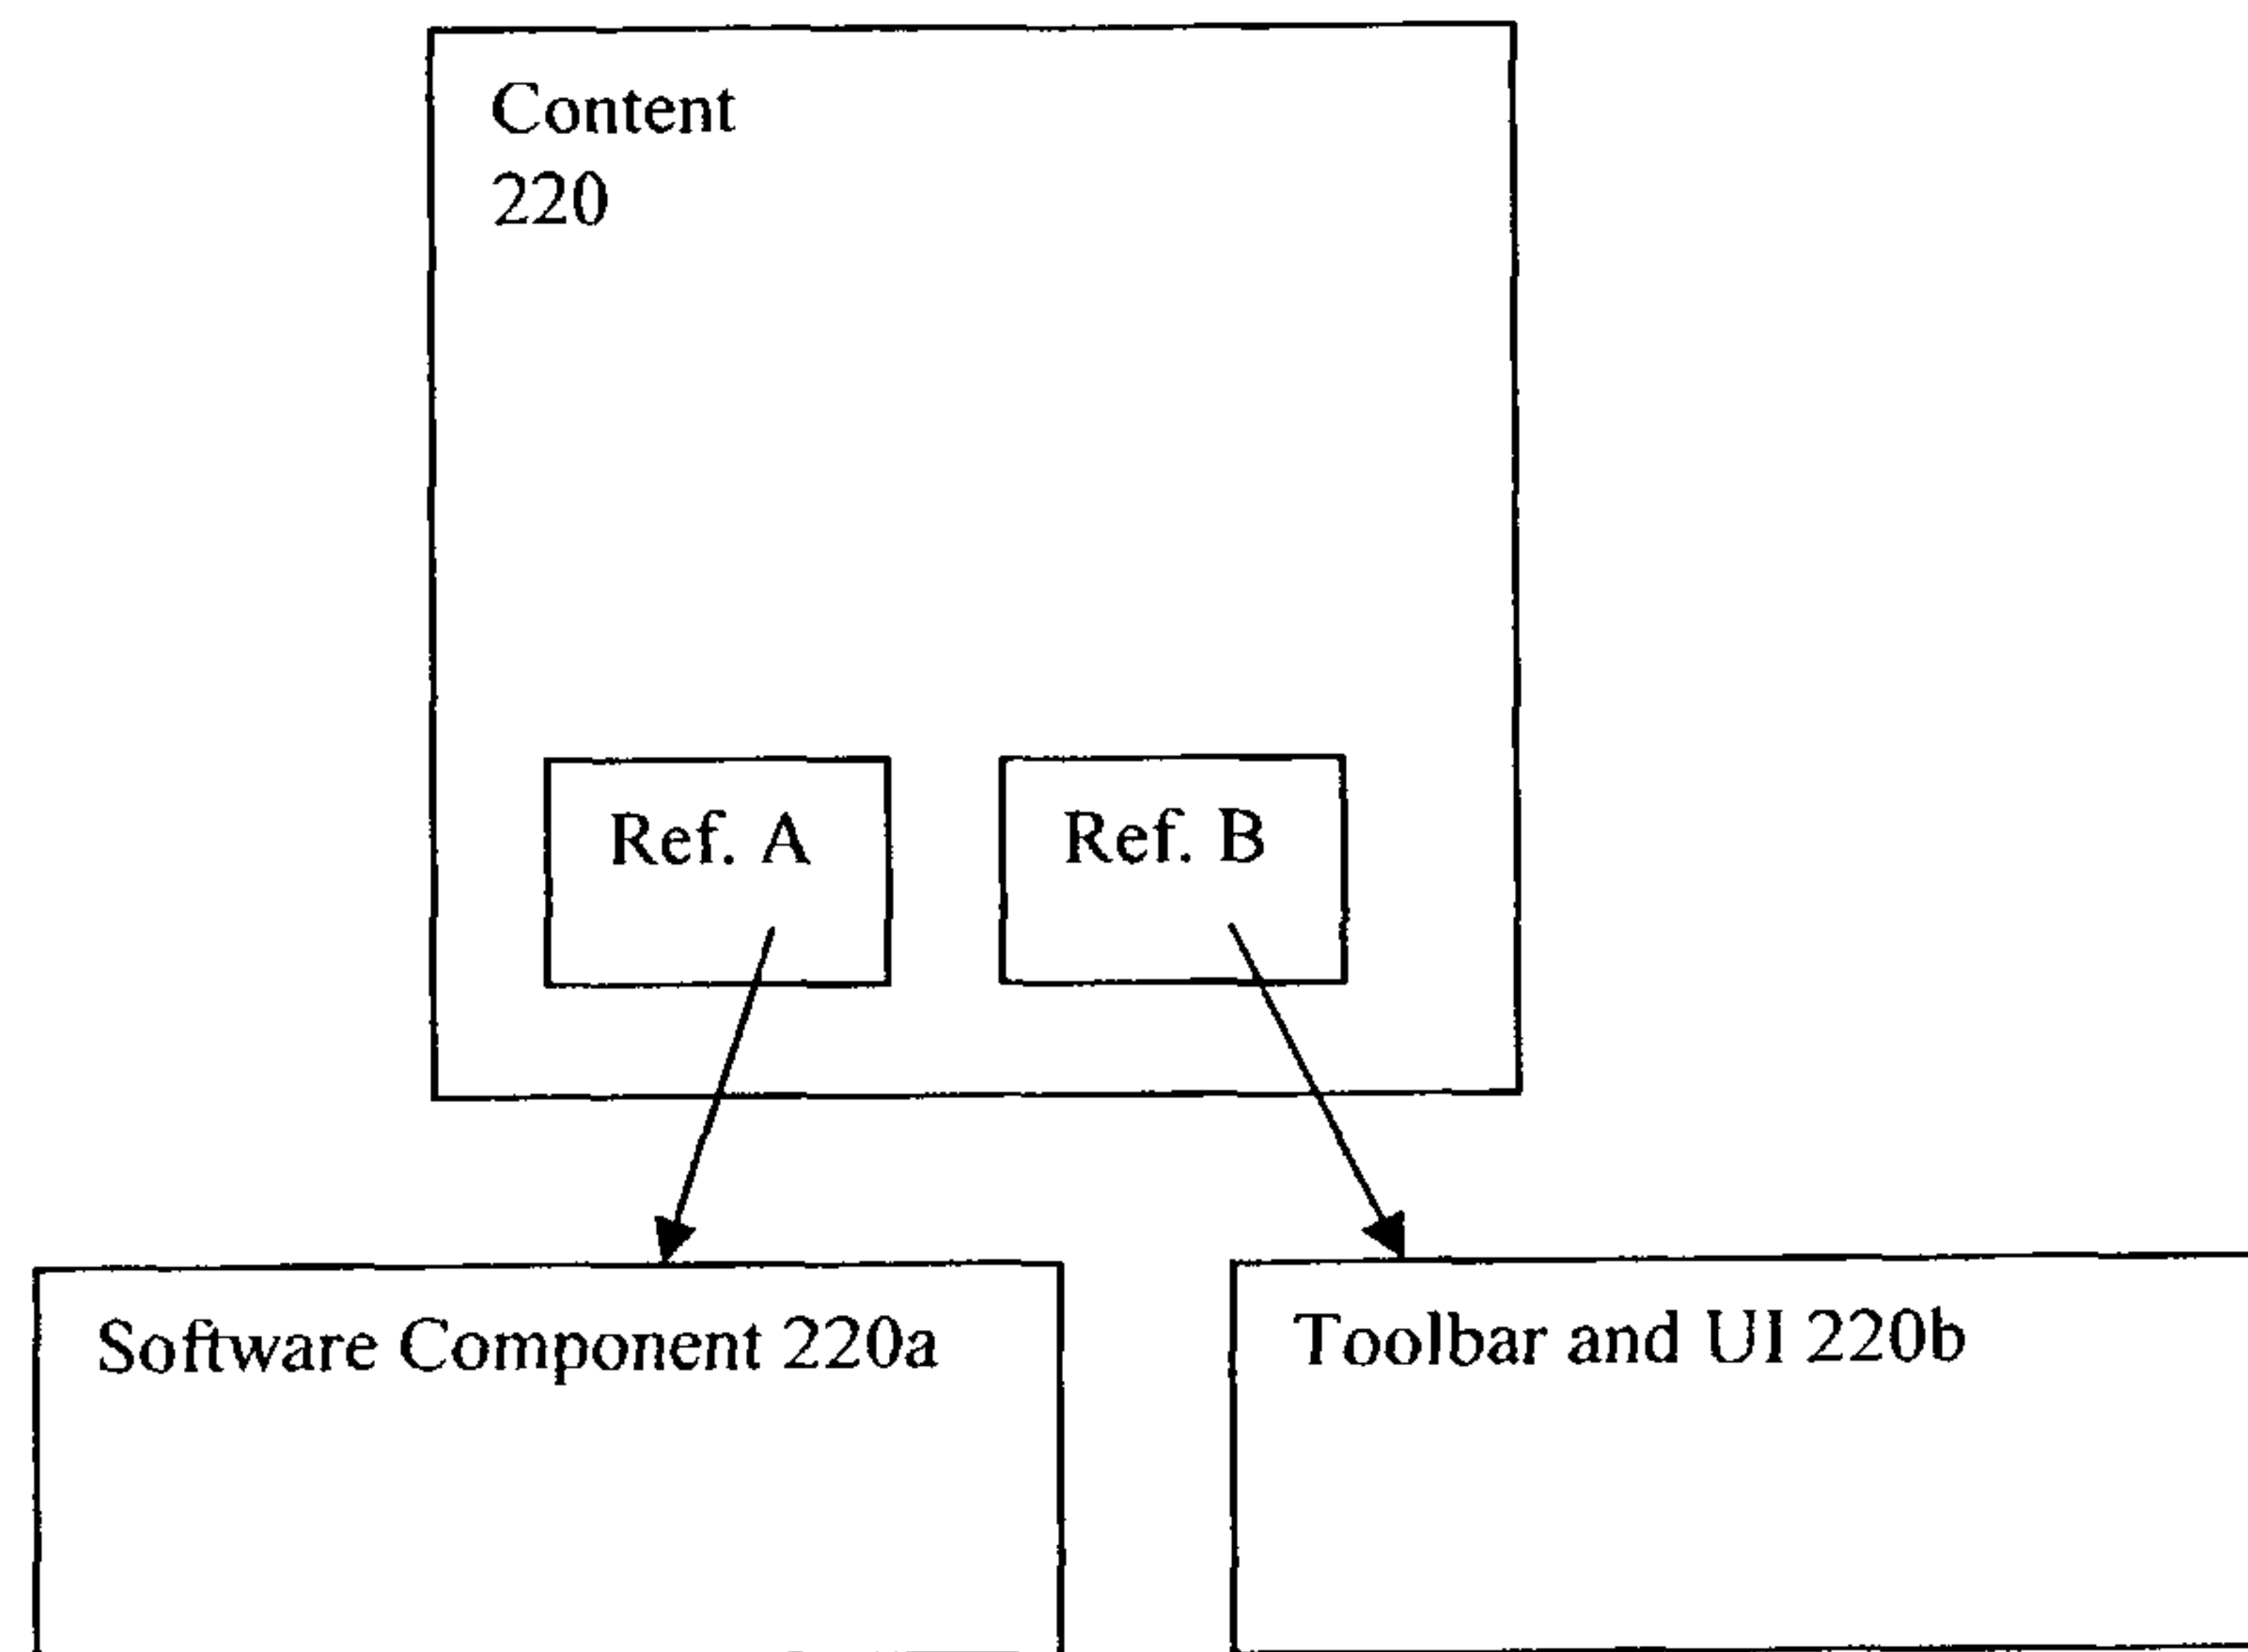 Content
220
Ref. A
Ref. B
Software Component 220a
Toolbar and UI 220b